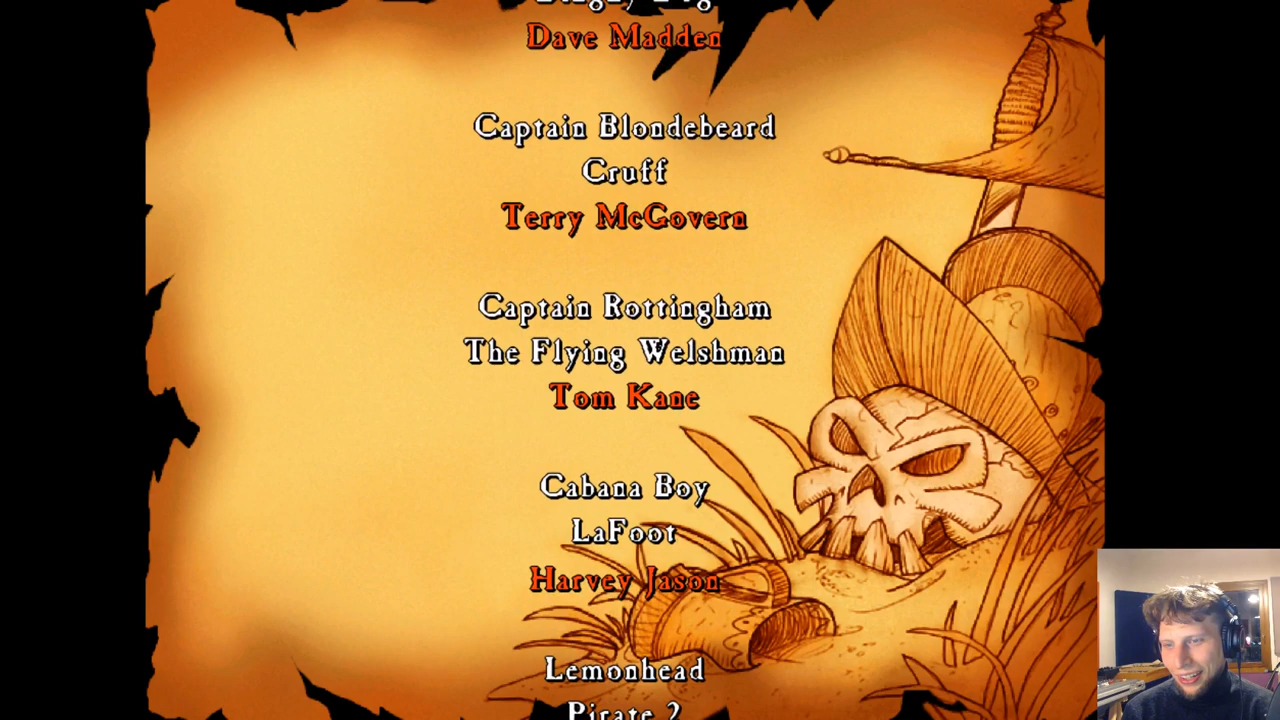 Dave Madden
Captain Blondebeard
Cruff
Terry McGovern
Captain Rottingham
The Flying Welshman
Tom Kane
Cabana Boy
LaFoot
Harvey Jason
Lemonhead
Pirate 2